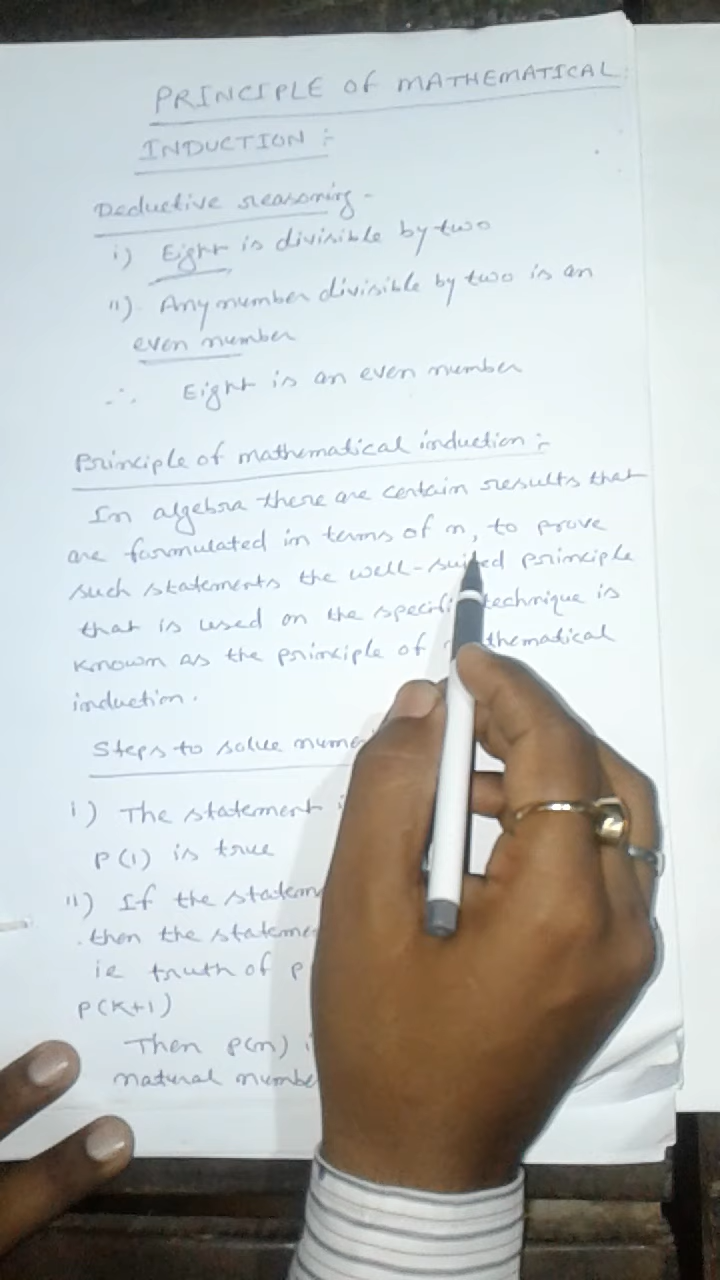 PRINCIPLE OF MATHEMATICAL
INDUCTION :-
Deductive reasoning -
i) Eight is divisible by two
ii) Any number divisible by two is an
even number
∴ Eight is an even number
Principle of mathematical induction :-
In algebra there are certain results that
are formulated in terms of n, to prove
such statements the well-suited principle
that is used on the specific technique is
known as the principle of mathematical
induction.
Steps to solve
i) The statement
P(1) is true
ii) If the
then the
ie truth of P
P(K+1)
Then P(n)
natural